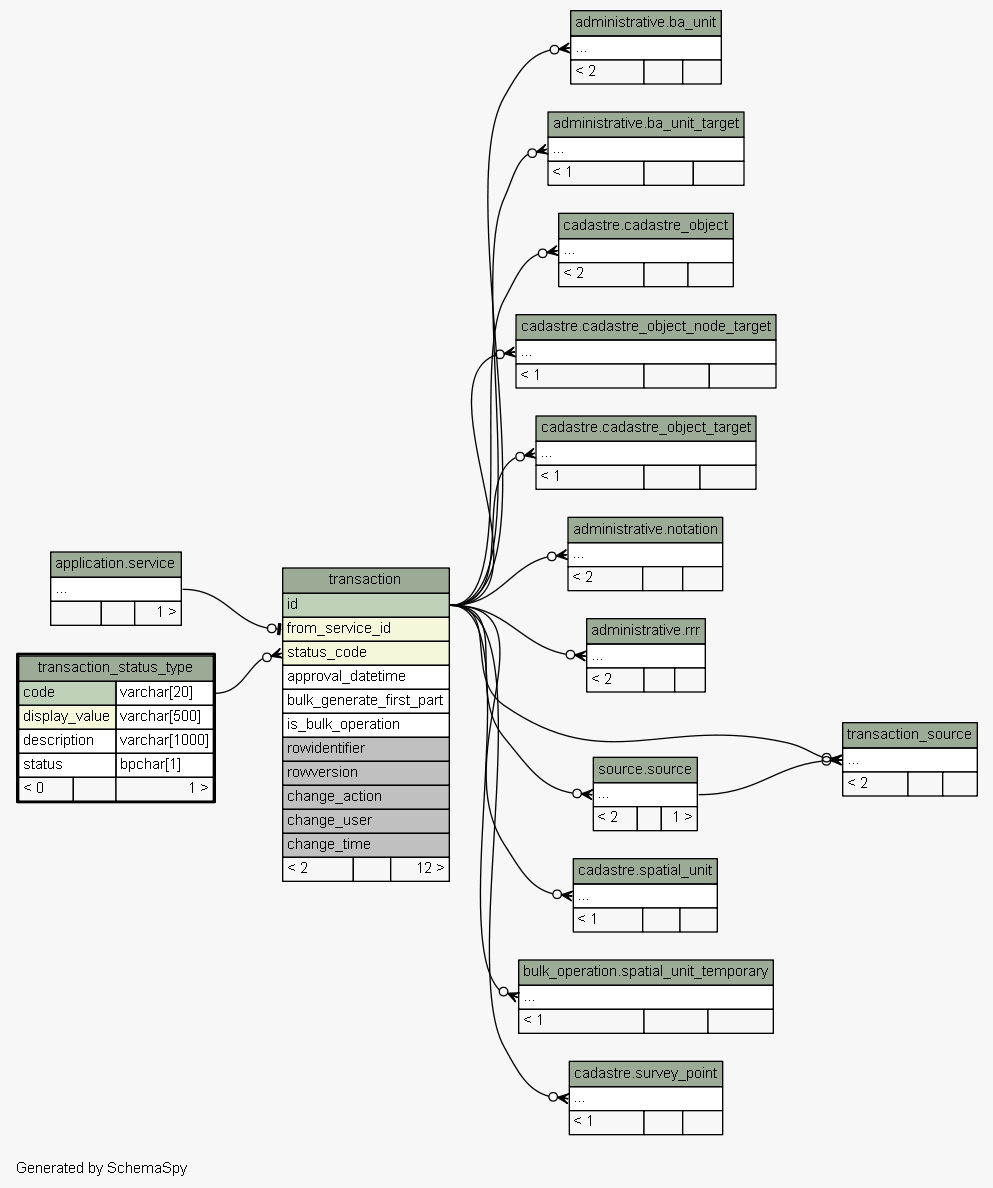 administrative.ba_unit
...
< 2
administrative.ba_unit_target
...
< 1
cadastre.cadastre_object
...
< 2
cadastre.cadastre_object_node_target
...
< 1
cadastre.cadastre_object_target
...
< 1
administrative.notation
...
< 2
application.service
...
1 >
transaction
id
from_service_id
status_code
approval_datetime
bulk_generate_first_part
is_bulk_operation
rowidentifier
rowversion
change_action
change_user
change_time
< 2 12 >
transaction_status_type
code varchar[20]
display_value varchar[500]
description varchar[1000]
status bpchar[1]
< 0 1 >
administrative.rrr
...
< 2
transaction_source
...
< 2
source.source
...
< 2 1 >
cadastre.spatial_unit
...
< 1
bulk_operation.spatial_unit_temporary
...
< 1
cadastre.survey_point
...
< 1
Generated by SchemaSpy